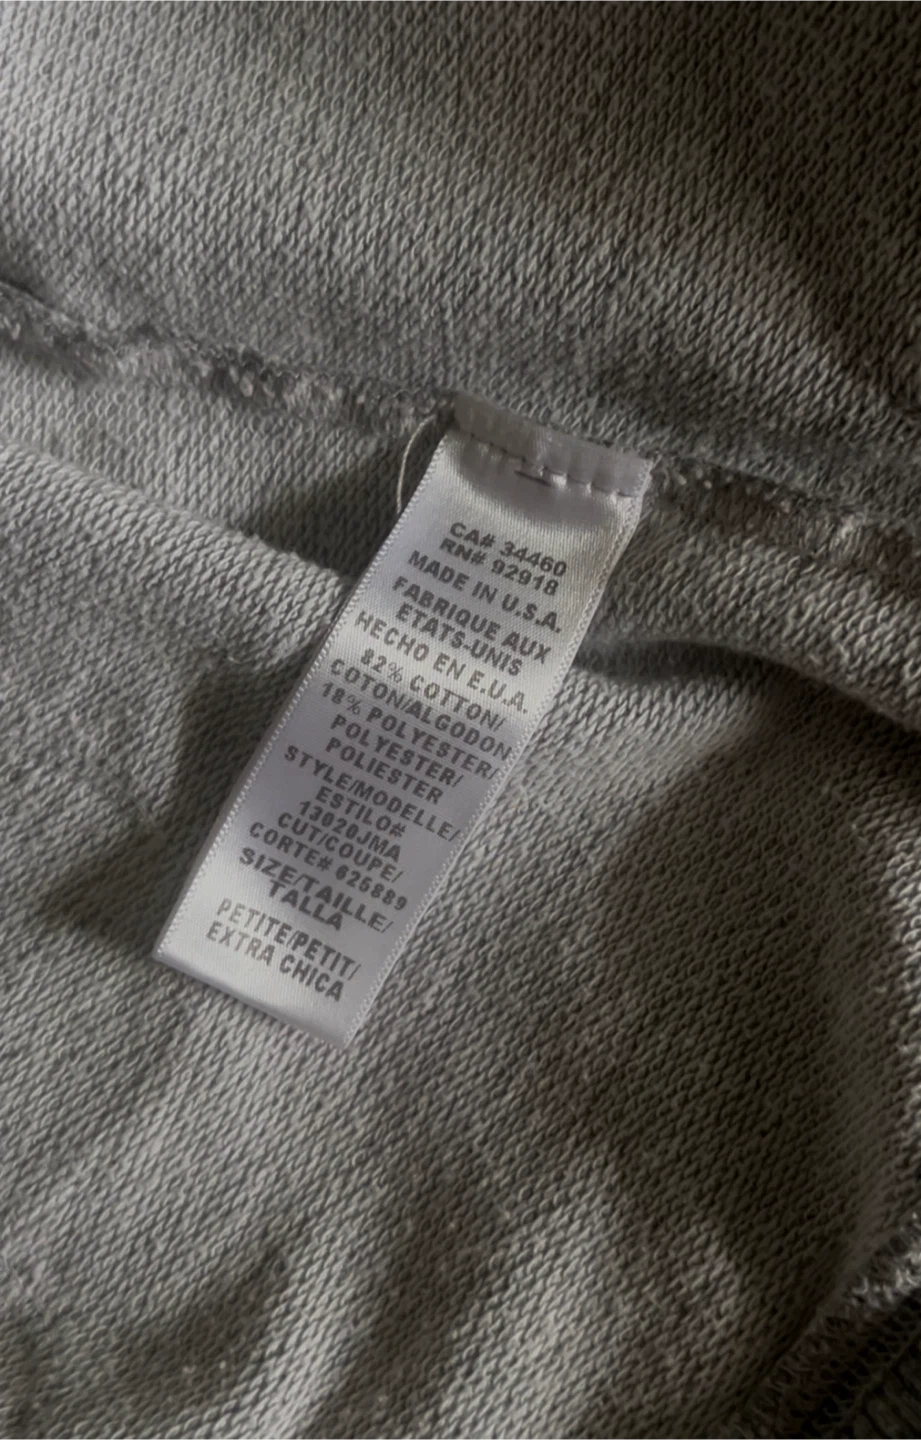 CA# 34460
RN# 92918
MADE IN U.S.A.
FABRIQUE AUX
ETATS-UNIS
HECHO EN E.U.A.
82% COTTON/
COTON/ALGODON
18% POLYESTER/
POLYESTER/
POLIESTER
STYLE/MODELLE/
ESTILO#
13020JMA
CUT/COUPE/
CORTE# 625889
SIZE/TAILLE/
TALLA
PETITE/PETIT/
EXTRA CHICA